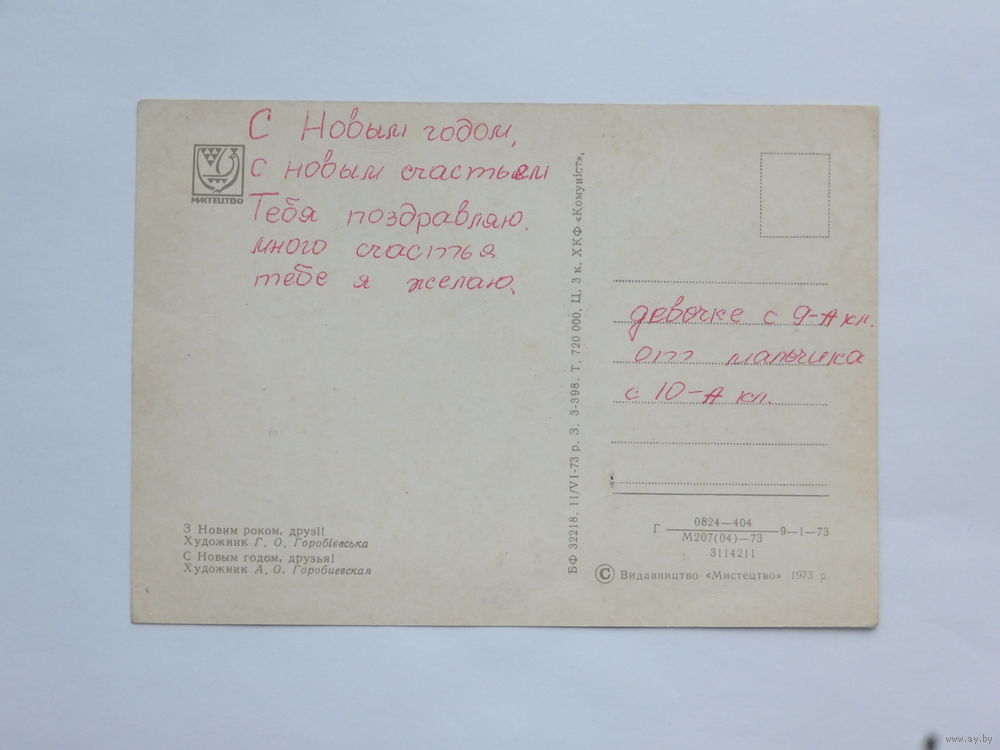 МИСТЕЦТВО
С Новым годом,
с новым счастьем
Тебя поздравляю.
много счастья
тебе я желаю.
З Новим роком, друзі!
Художник Г. О. Горобієвська
С Новым годом, друзья!
Художник А. О. Горобиевская
БФ 32218. 11/VI-73 р. З. 3-398. Т. 720 000. Ц. 3 к. ХКФ «Комуніст».
девочке с 9-А кл.
от мальчика
с 10-А кл.
Г 0824—404 9—1—73
М207(04)—73
3114211
© Видавництво «Мистецтво» 1973 р.
www.ay.by